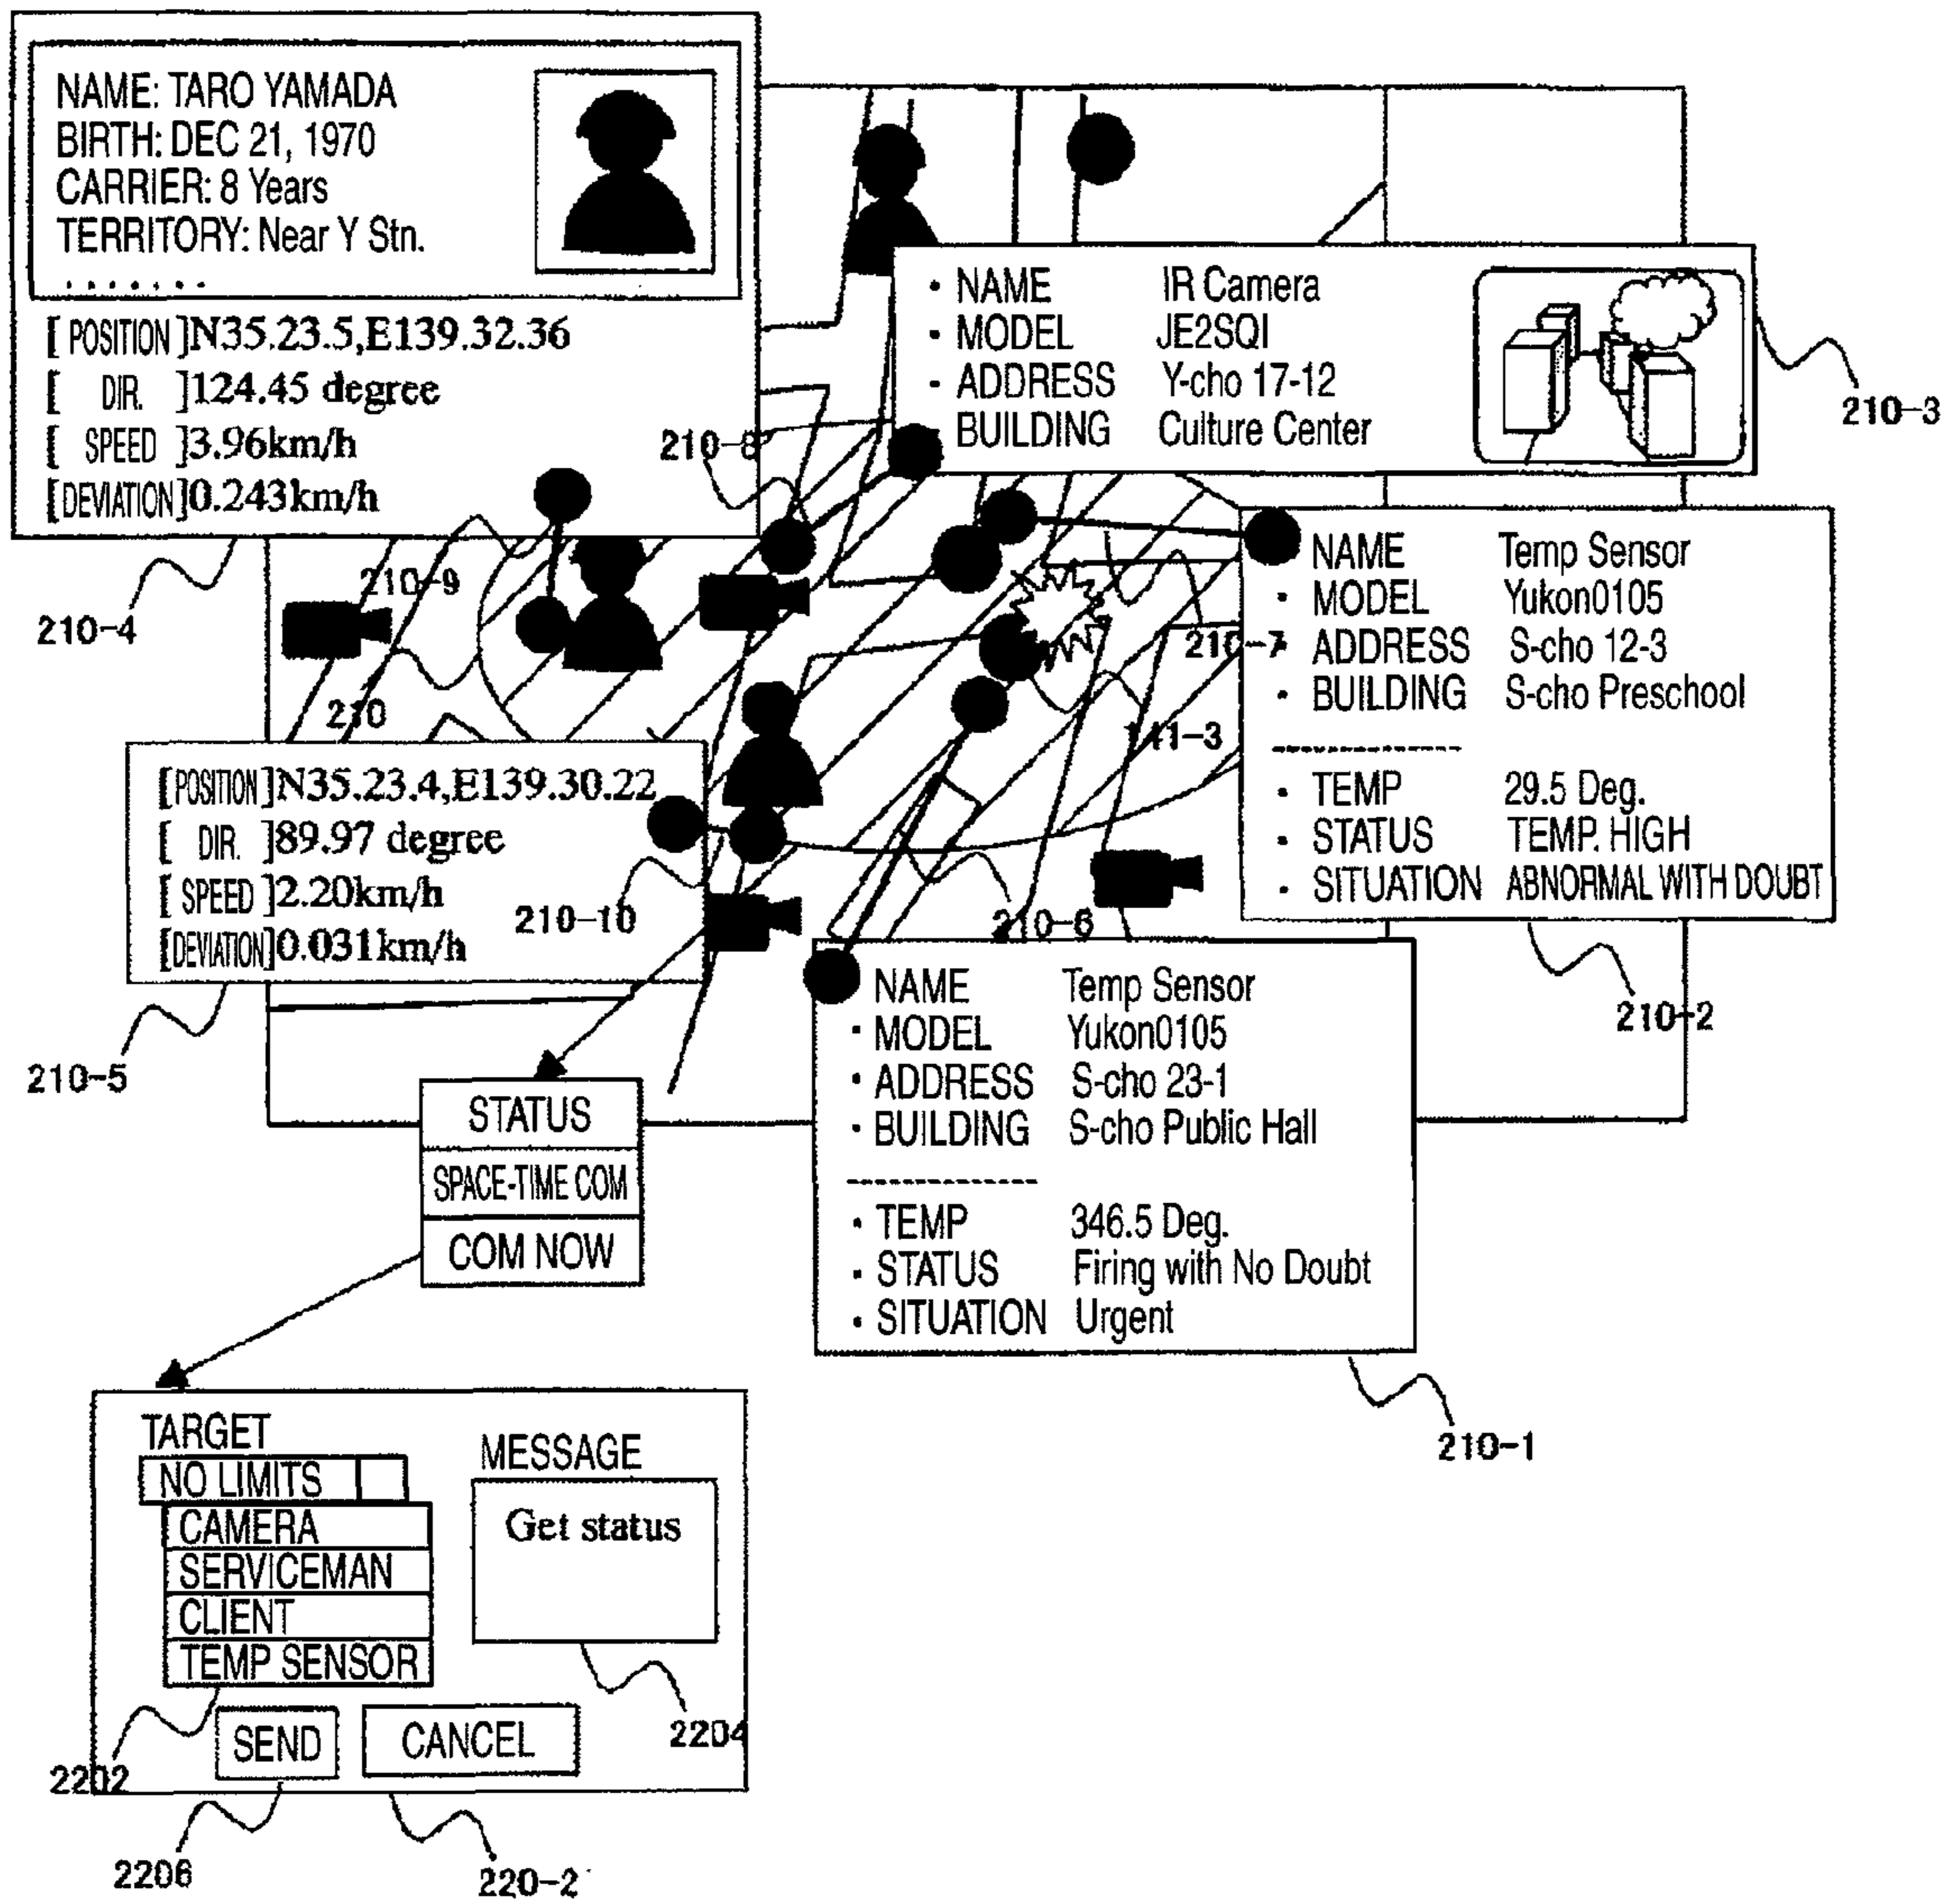 NAME: TARO YAMADA
BIRTH: DEC 21, 1970
CARRIER: 8 Years
TERRITORY: Near Y Stn.
.......
[ POSITION ]N35.23.5,E139.32.36
[ DIR. ]124.45 degree
[ SPEED ]3.96km/h
[DEVIATION]0.243km/h
210-4
· NAME IR Camera
· MODEL JE2SQI
- ADDRESS Y-cho 17-12
BUILDING Culture Center
210-3
210-8
210-9
210
210-7
141-3
NAME Temp Sensor
· MODEL Yukon0105
· ADDRESS S-cho 12-3
· BUILDING S-cho Preschool
--------------
· TEMP 29.5 Deg.
· STATUS TEMP. HIGH
· SITUATION ABNORMAL WITH DOUBT
210-2
[POSITION]N35.23.4,E139.30.22
[ DIR. ]89.97 degree
[ SPEED ]2.20km/h
[DEVIATION]0.031km/h
210-5
210-10
210-6
NAME Temp Sensor
· MODEL Yukon0105
· ADDRESS S-cho 23-1
· BUILDING S-cho Public Hall
--------------
· TEMP 346.5 Deg.
· STATUS Firing with No Doubt
· SITUATION Urgent
210-1
STATUS
SPACE-TIME COM
COM NOW
TARGET
NO LIMITS
CAMERA
SERVICEMAN
CLIENT
TEMP SENSOR
MESSAGE
Get status
2204
SEND
CANCEL
2202
2206
220-2